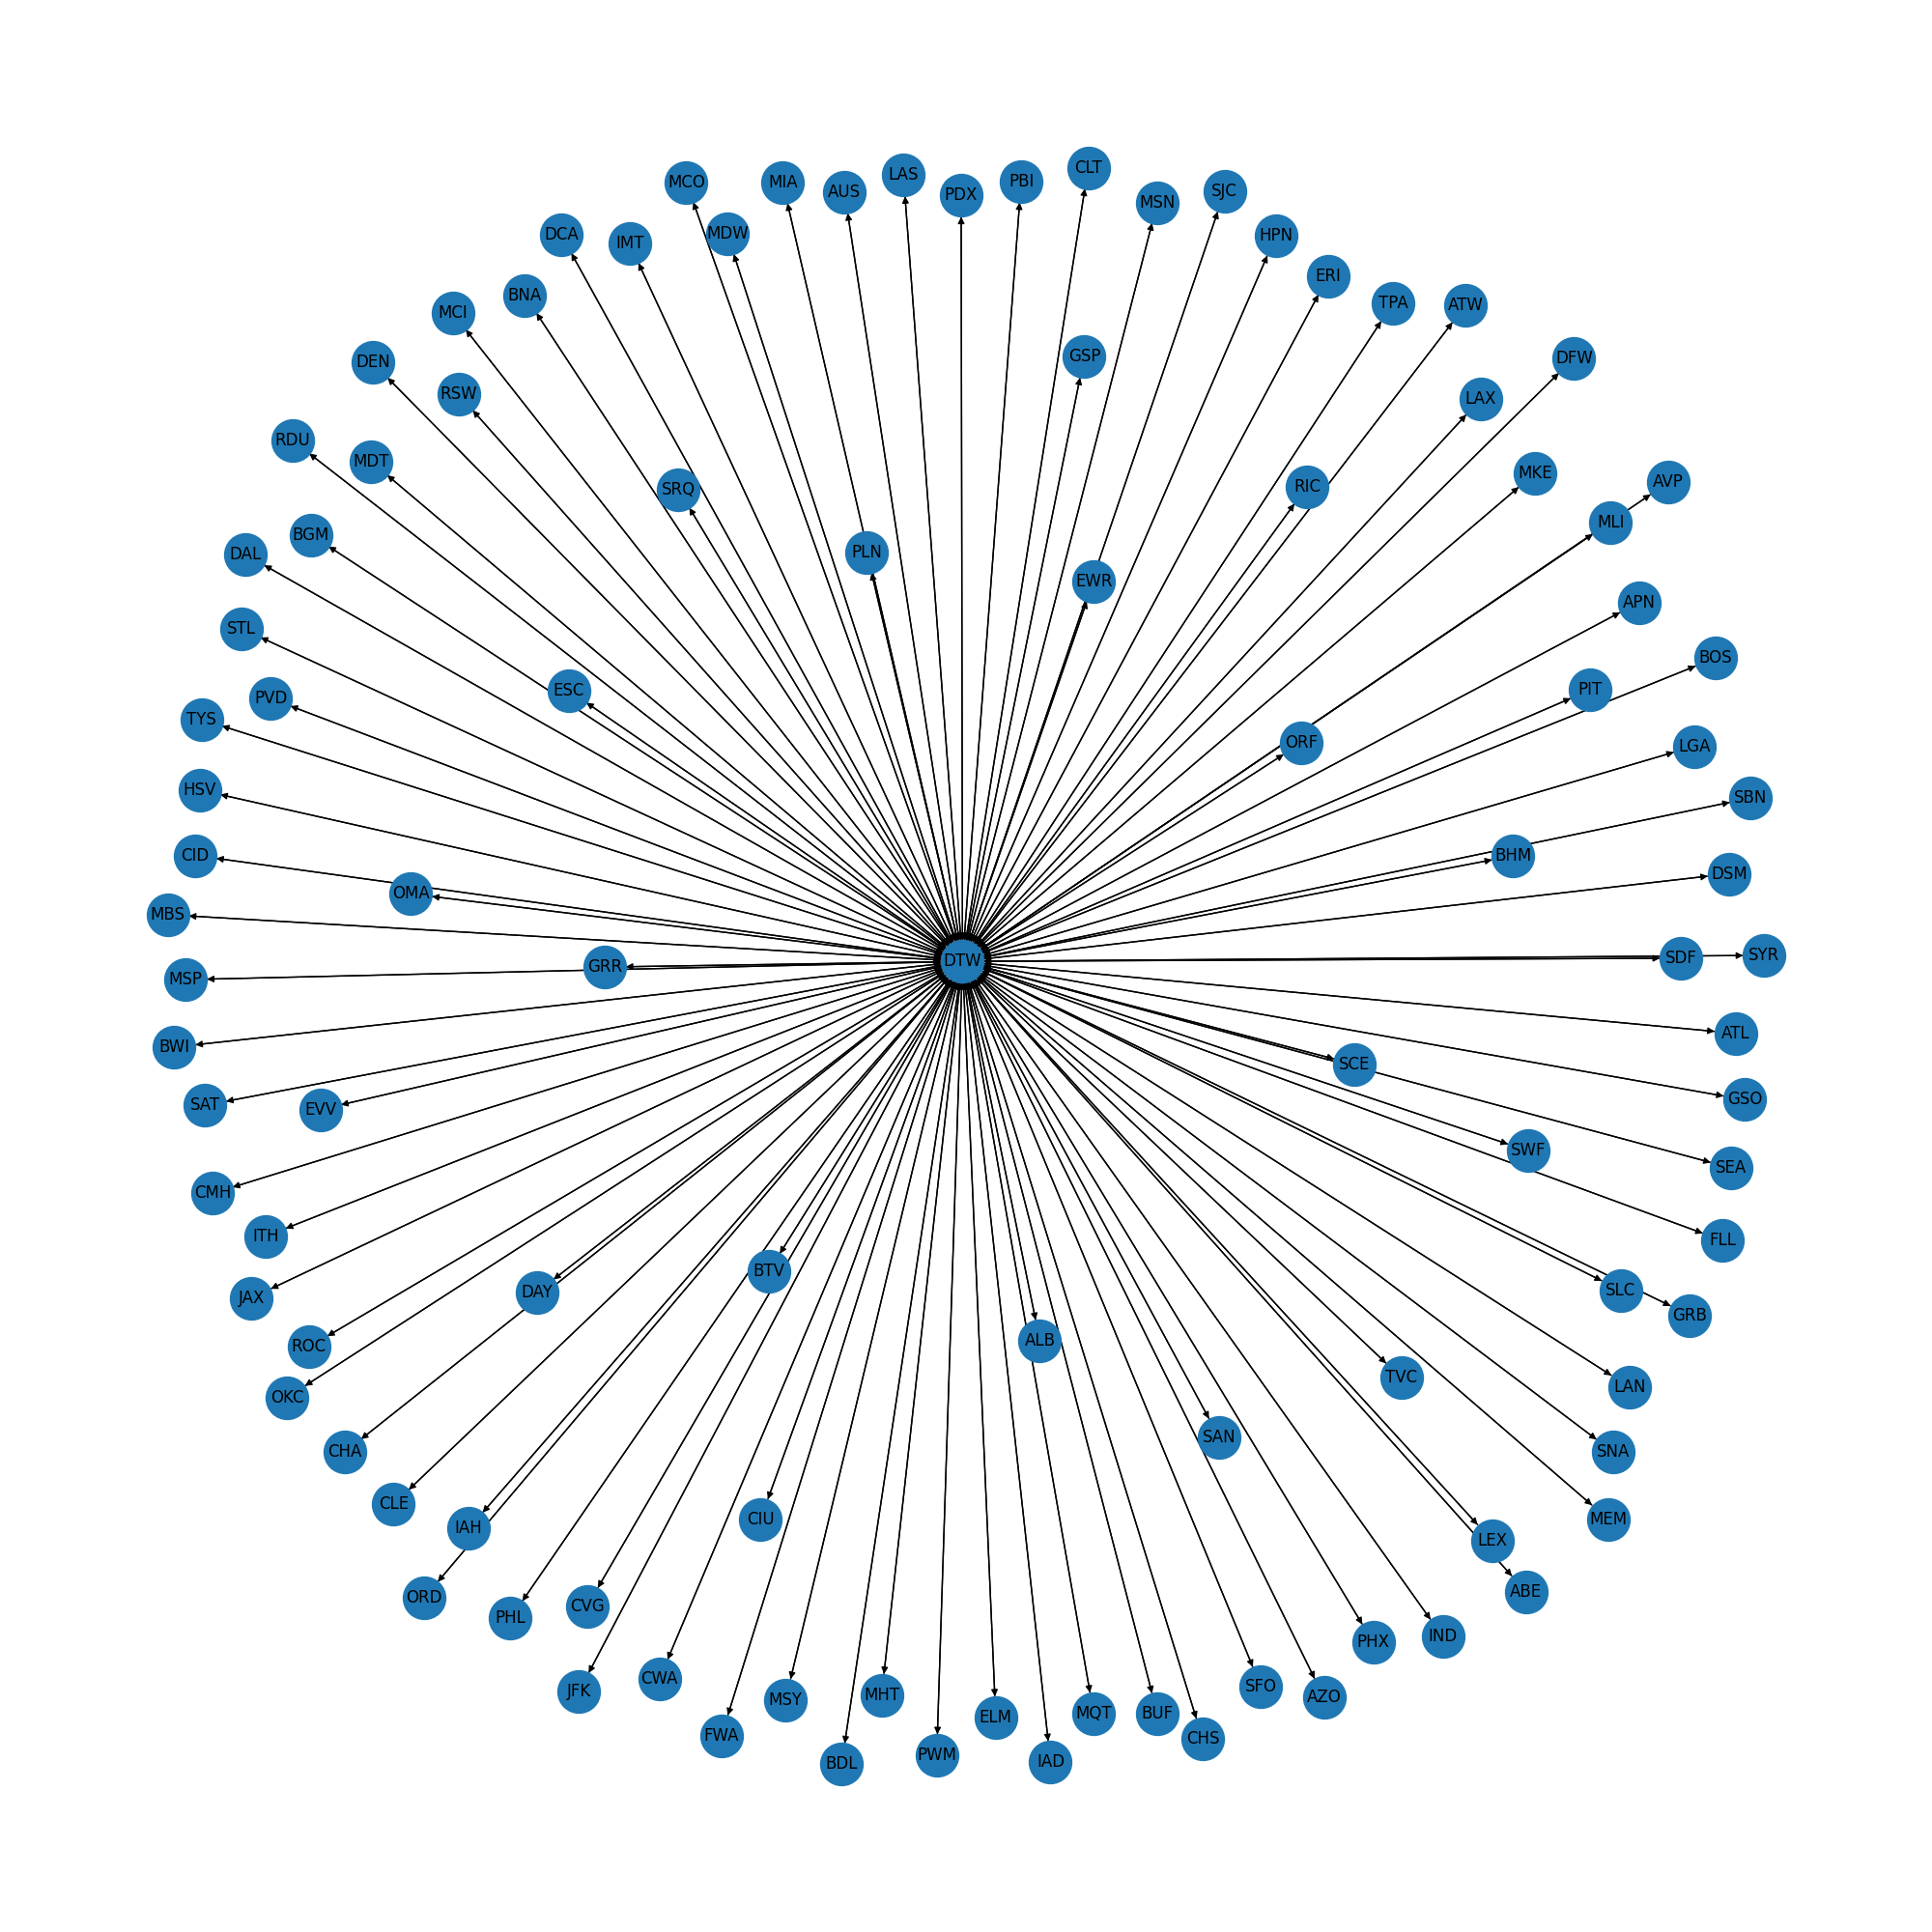 CLT
LAS
PBI
MCO
MIA
SJC
AUS
PDX
MSN
MDW
DCA
HPN
IMT
ERI
BNA
TPA
ATW
MCI
GSP
DFW
DEN
RSW
LAX
RDU
MDT
MKE
AVP
RIC
SRQ
MLI
BGM
PLN
DAL
EWR
APN
STL
BOS
PIT
ESC
PVD
TYS
ORF
LGA
HSV
SBN
CID
BHM
DSM
OMA
MBS
SYR
SDF
DTW
GRR
MSP
ATL
BWI
SCE
GSO
SAT
EVV
SWF
SEA
CMH
ITH
FLL
BTV
SLC
DAY
JAX
GRB
ALB
ROC
TVC
LAN
OKC
SAN
CHA
SNA
CLE
CIU
MEM
IAH
LEX
ABE
ORD
CVG
PHL
IND
PHX
CWA
SFO
JFK
MHT
AZO
MSY
MQT
BUF
ELM
FWA
CHS
PWM
IAD
BDL